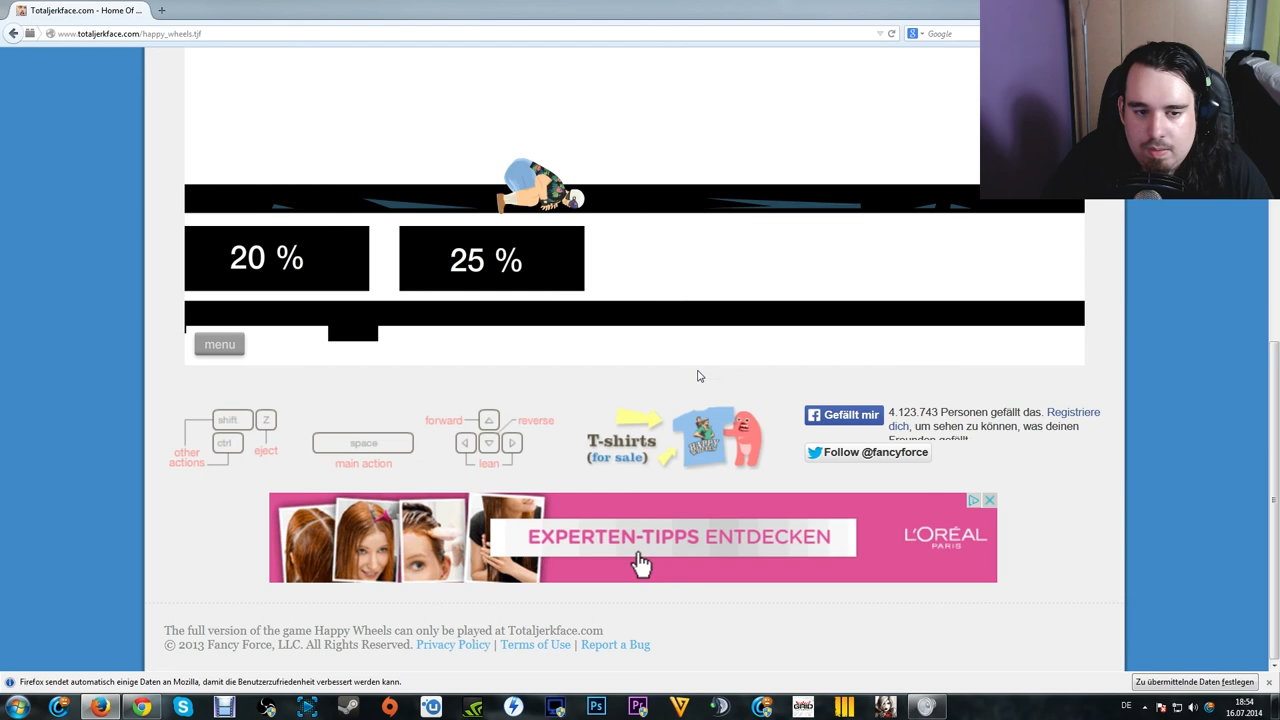 Totaljerkface.com - Home Of ...
www.totaljerkface.com/happy_wheels.tjf
Google
20 %
25 %
menu
shift
Z
ctrl
other
actions
eject
space
main action
forward
reverse
lean
T-shirts
(for sale)
HAPPY
Gefällt mir
4.123.743 Personen gefällt das. Registriere
dich, um sehen zu können, was deinen
Freunden gefällt.
Follow @fancyforce
EXPERTEN-TIPPS ENTDECKEN
L'ORÉAL
PARIS
The full version of the game Happy Wheels can only be played at Totaljerkface.com
© 2013 Fancy Force, LLC. All Rights Reserved. Privacy Policy | Terms of Use | Report a Bug
Firefox sendet automatisch einige Daten an Mozilla, damit die Benutzerzufriedenheit verbessert werden kann.
Zu übermittelnde Daten festlegen
DE
18:54
16.07.2014